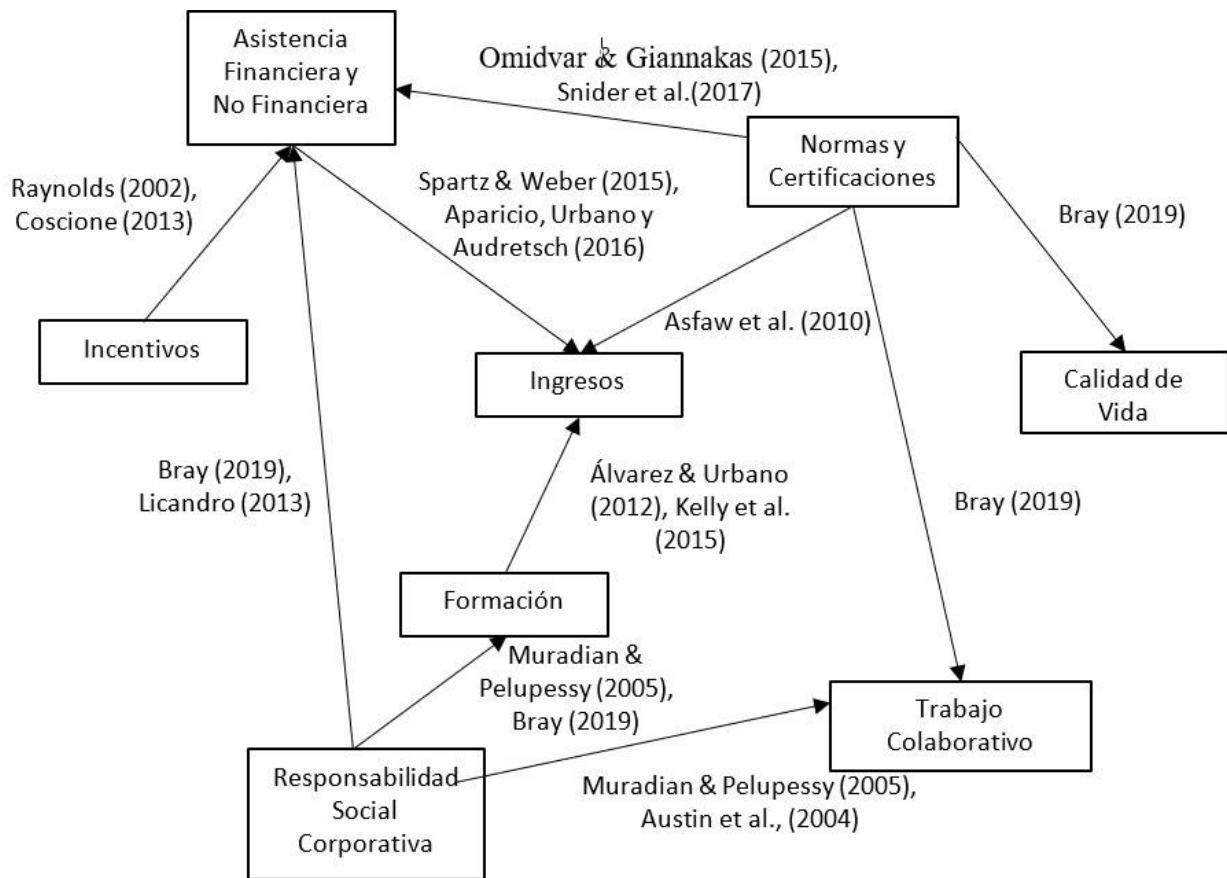 Asistencia
Financiera y
No Financiera
Omidvar & Giannakas (2015),
Snider et al.(2017)
Normas y
Certificaciones
Raynolds (2002),
Coscione (2013)
Spartz & Weber (2015),
Aparicio, Urbano y
Audretsch (2016)
Bray (2019)
Incentivos
Asfaw et al. (2010)
Ingresos
Calidad de
Vida
Bray (2019),
Licandro (2013)
Álvarez & Urbano
(2012), Kelly et al.
(2015)
Bray (2019)
Formación
Muradian &
Pelupessy (2005),
Bray (2019)
Trabajo
Colaborativo
Responsabilidad
Social
Corporativa
Muradian & Pelupessy (2005),
Austin et al., (2004)